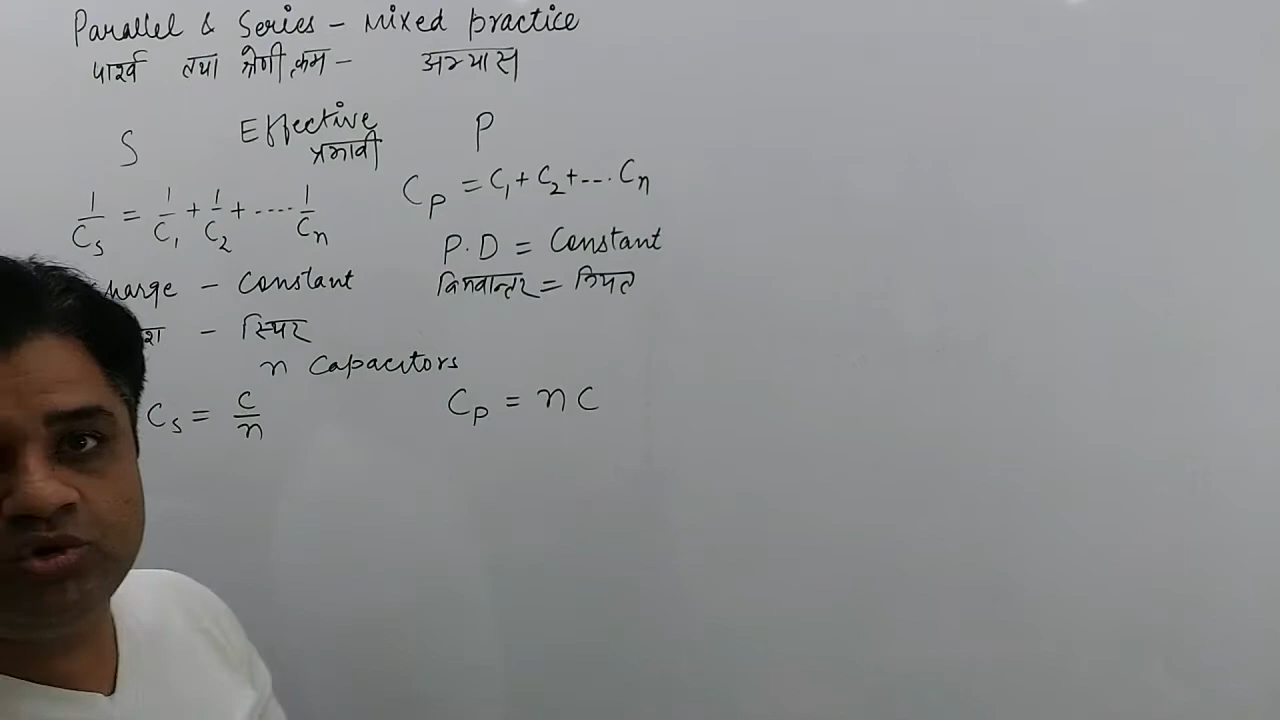 Parallel & Series - Mixed practice
पार्श्व तथा श्रेणी क्रम - अभ्यास
S Effective P
प्रभावी
1/Cs = 1/C1 + 1/C2 + .... 1/Cn
Cp = C1 + C2 + .... Cn
P.D = Constant
विभवान्तर = नियत
harge - Constant
श - स्थिर
n Capacitors
Cs = C/n
Cp = n C